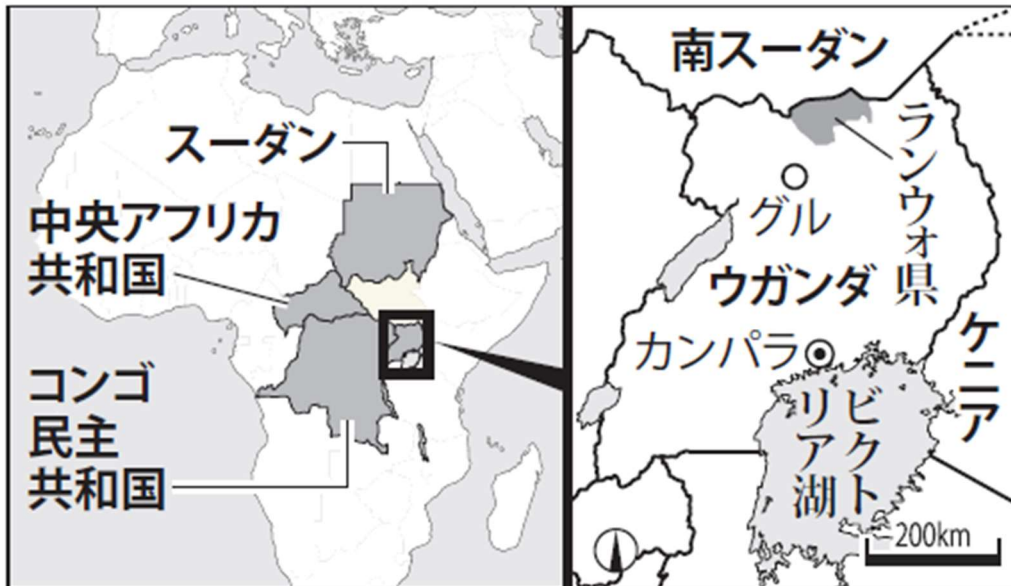 スーダン
中央アフリカ
共和国
コンゴ
民主
共和国
南スーダン
ランウォ県
グル
ウガンダ
カンパラ
ケニア
ビクト
リア湖
200km